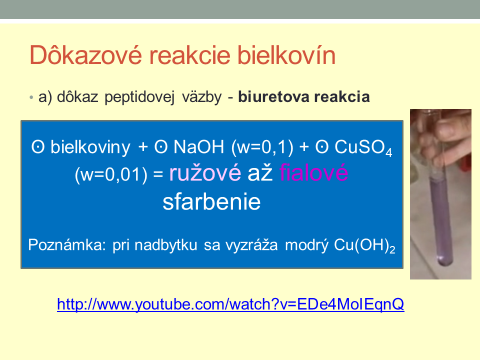 Dôkazové reakcie bielkovín
• a) dôkaz peptidovej väzby - biuretova reakcia
ʘ bielkoviny + ʘ NaOH (w=0,1) + ʘ CuSO₄
(w=0,01) = ružové až fialové
sfarbenie
Poznámka: pri nadbytku sa vyzráža modrý Cu(OH)₂
http://www.youtube.com/watch?v=EDe4MoIEqnQ